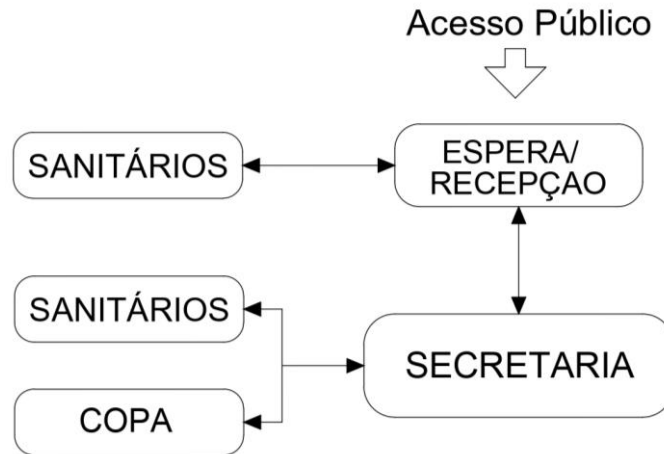 Acesso Público
SANITÁRIOS
ESPERA/
RECEPÇAO
SANITÁRIOS
SECRETARIA
COPA